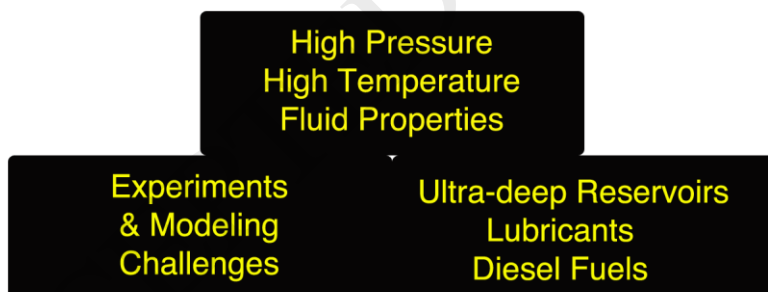 High Pressure
High Temperature
Fluid Properties
Experiments
& Modeling
Challenges
Ultra-deep Reservoirs
Lubricants
Diesel Fuels